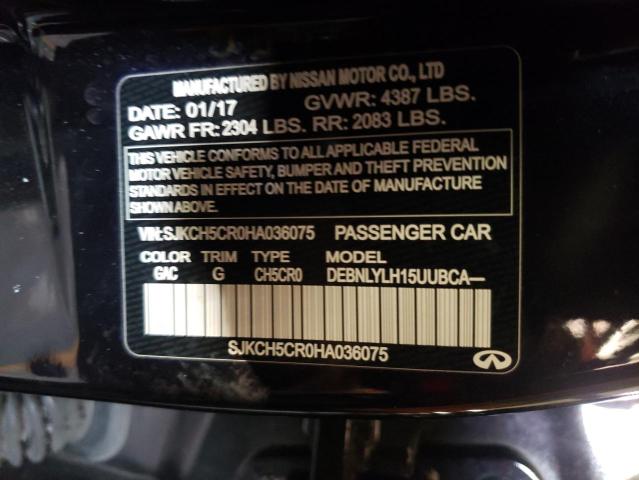 MANUFACTURED BY NISSAN MOTOR CO., LTD
DATE: 01/17 GVWR: 4387 LBS.
GAWR FR: 2304 LBS. RR: 2083 LBS.
THIS VEHICLE CONFORMS TO ALL APPLICABLE FEDERAL
MOTOR VEHICLE SAFETY, BUMPER AND THEFT PREVENTION
STANDARDS IN EFFECT ON THE DATE OF MANUFACTURE
SHOWN ABOVE.
VIN:SJKCH5CR0HA036075 PASSENGER CAR
COLOR TRIM TYPE MODEL
GAC G CH5CR0 DEBNLYLH15UUBCA—
SJKCH5CR0HA036075